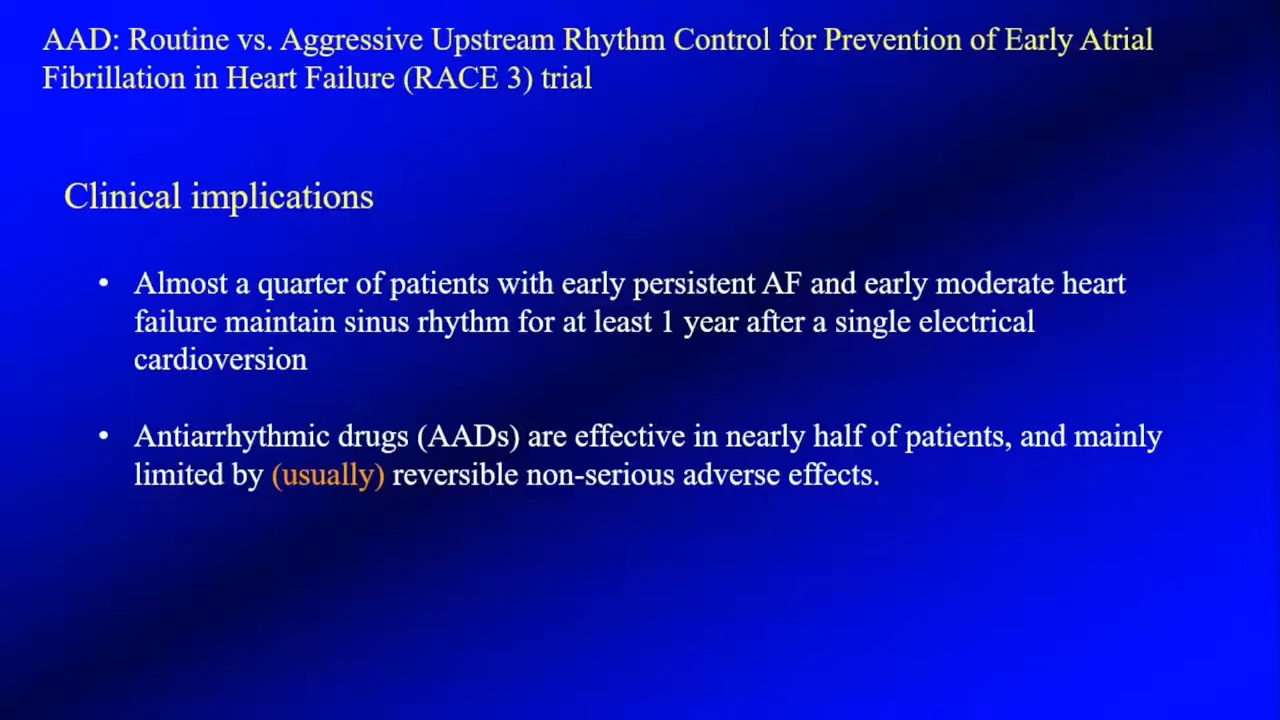 AAD: Routine vs. Aggressive Upstream Rhythm Control for Prevention of Early Atrial
Fibrillation in Heart Failure (RACE 3) trial
Clinical implications
• Almost a quarter of patients with early persistent AF and early moderate heart
failure maintain sinus rhythm for at least 1 year after a single electrical
cardioversion
• Antiarrhythmic drugs (AADs) are effective in nearly half of patients, and mainly
limited by (usually) reversible non-serious adverse effects.